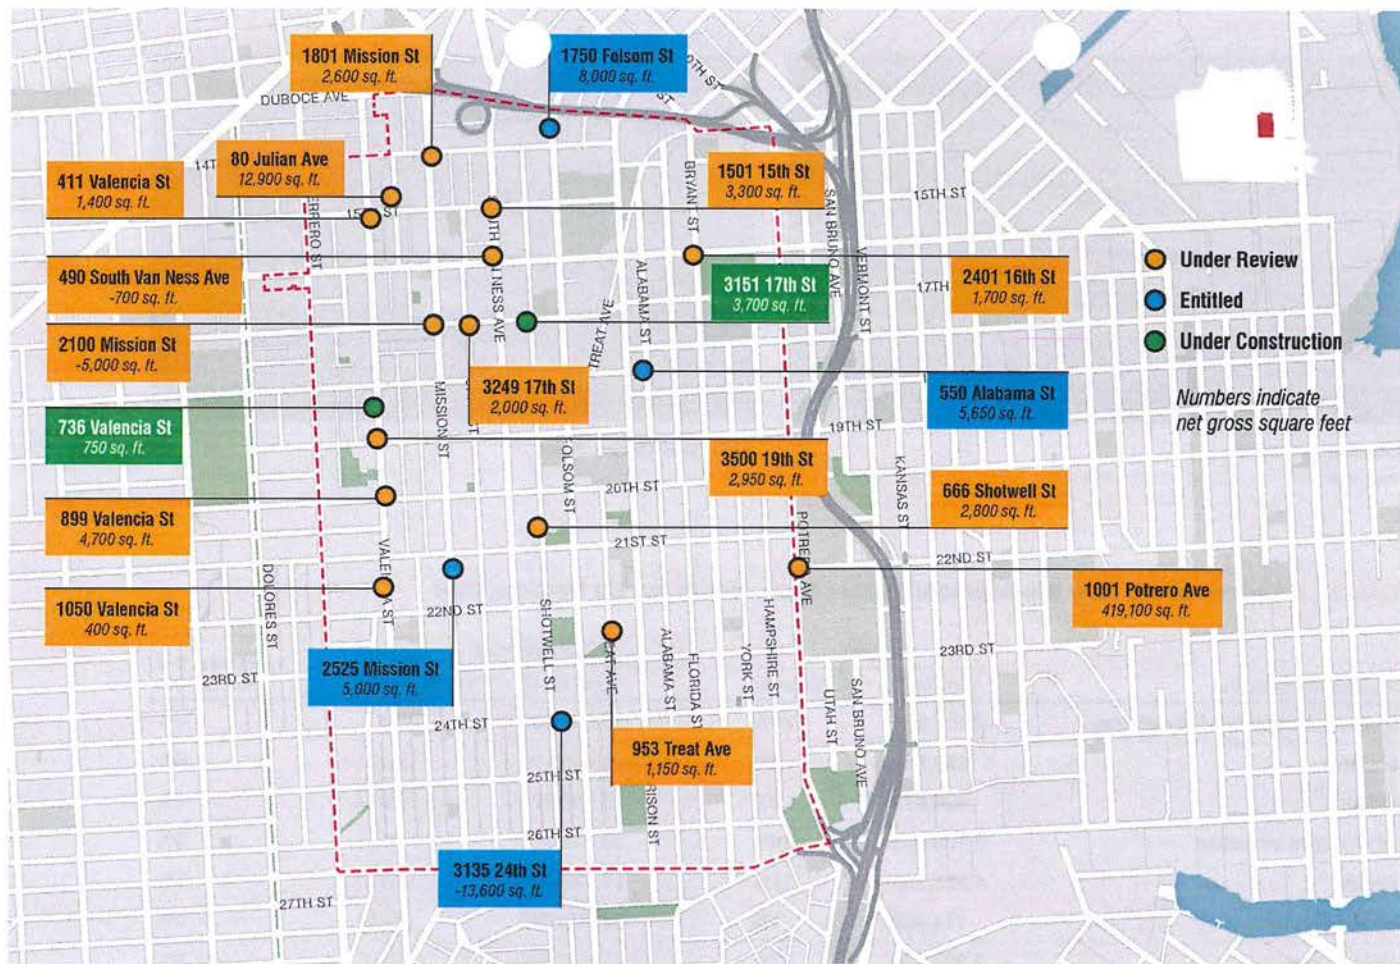 1801 Mission St
2,600 sq. ft.
1750 Folsom St
8,000 sq. ft.
DUBOCE AVE
80 Julian Ave
12,900 sq. ft.
411 Valencia St
1,400 sq. ft.
1501 15th St
3,300 sq. ft.
BRYANT ST
15TH ST
SAN BRUNO AVE
VERMONT ST
490 South Van Ness Ave
-700 sq. ft.
NESS AVE
ALABAMA ST
3151 17th St
3,700 sq. ft.
2401 16th St
1,700 sq. ft.
17TH
Under Review
Entitled
Under Construction
2100 Mission St
-5,000 sq. ft.
TREAT AVE
3249 17th St
2,000 sq. ft.
MISSION ST
550 Alabama St
5,650 sq. ft.
Numbers indicate
net gross square feet
736 Valencia St
750 sq. ft.
19TH ST
3500 19th St
2,950 sq. ft.
FOLSOM ST
20TH ST
KANSAS ST
666 Shotwell St
2,800 sq. ft.
899 Valencia St
4,700 sq. ft.
21ST ST
22ND ST
DOLORES ST
1050 Valencia St
400 sq. ft.
22ND ST
SHOTWELL ST
HAMPSHIRE ST
1001 Potrero Ave
419,100 sq. ft.
23RD ST
2525 Mission St
5,000 sq. ft.
ALABAMA ST
FLORIDA ST
YORK ST
23RD ST
24TH ST
UTAH ST
SAN BRUNO AVE
953 Treat Ave
1,150 sq. ft.
25TH ST
26TH ST
3135 24th St
-13,600 sq. ft.
27TH ST